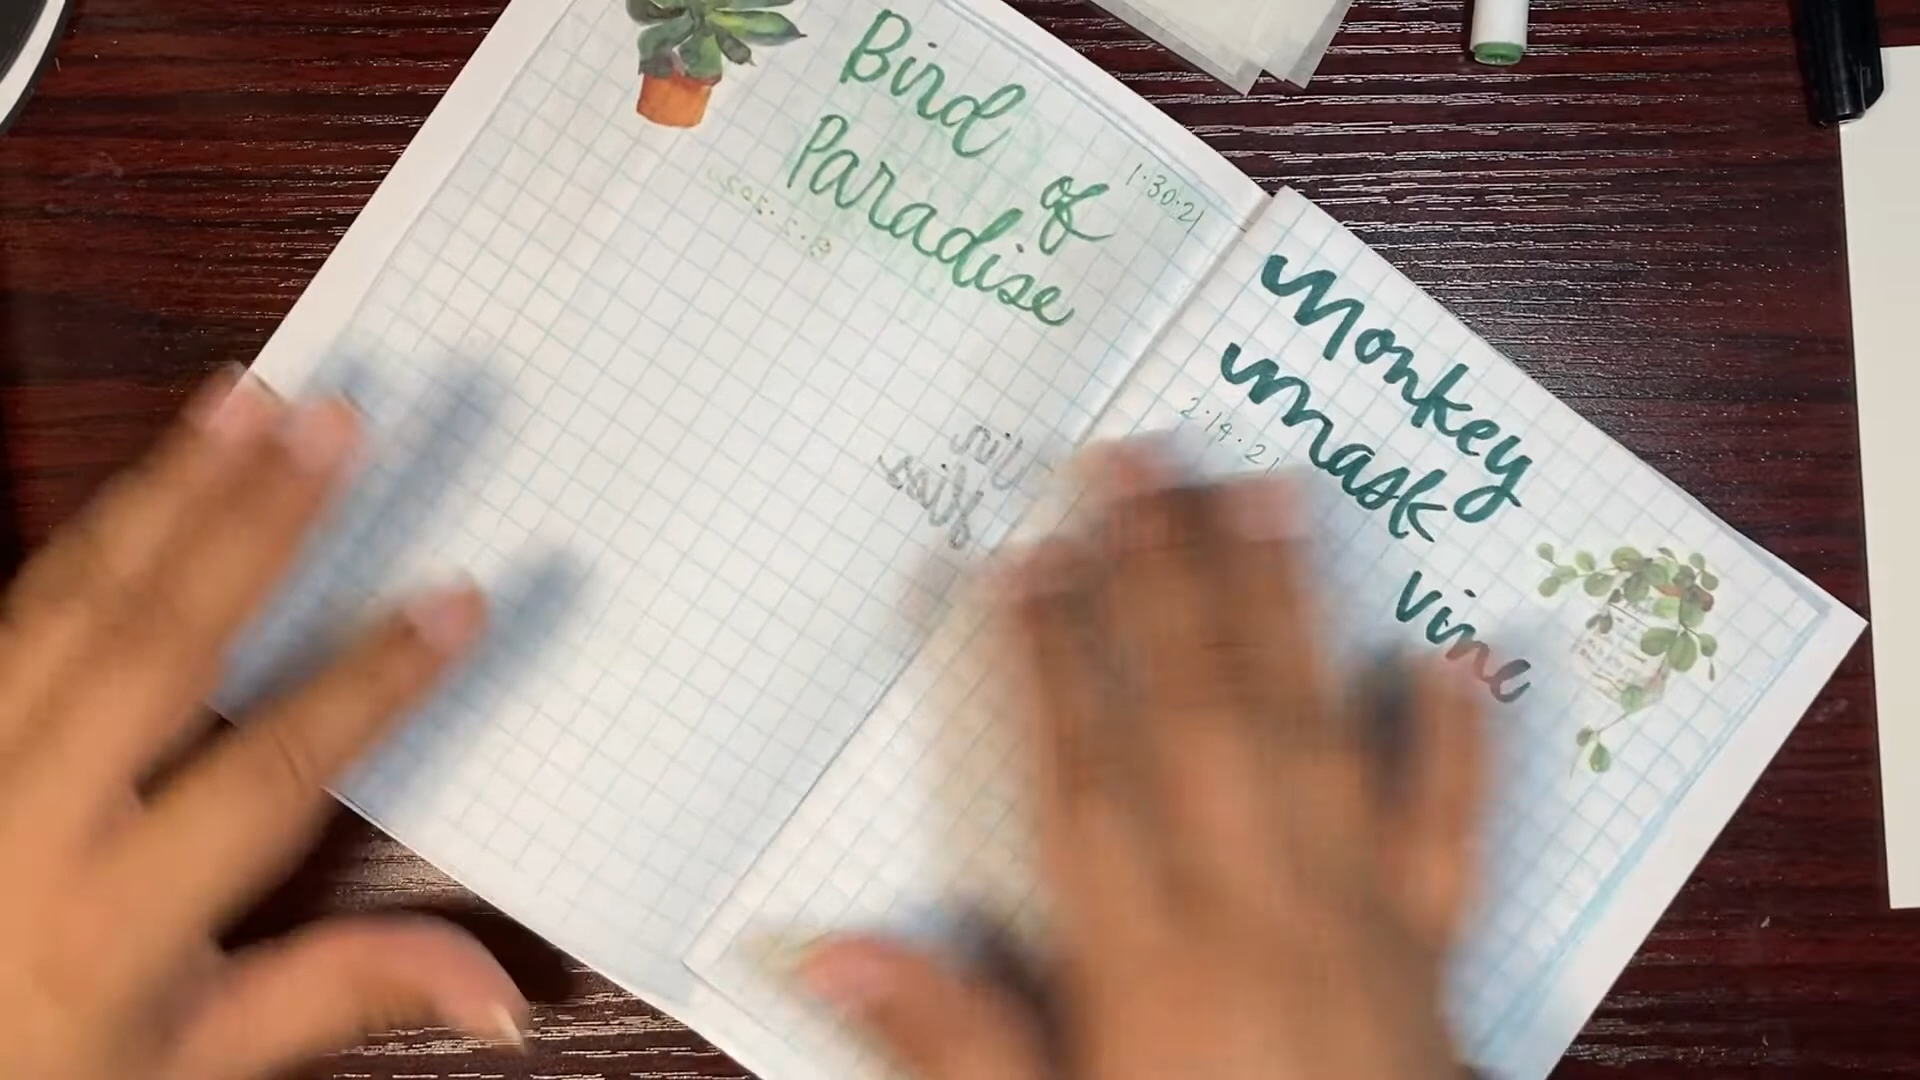 Bird
of
Paradise
1.30.21
Monkey
mask
vine
2.14.21